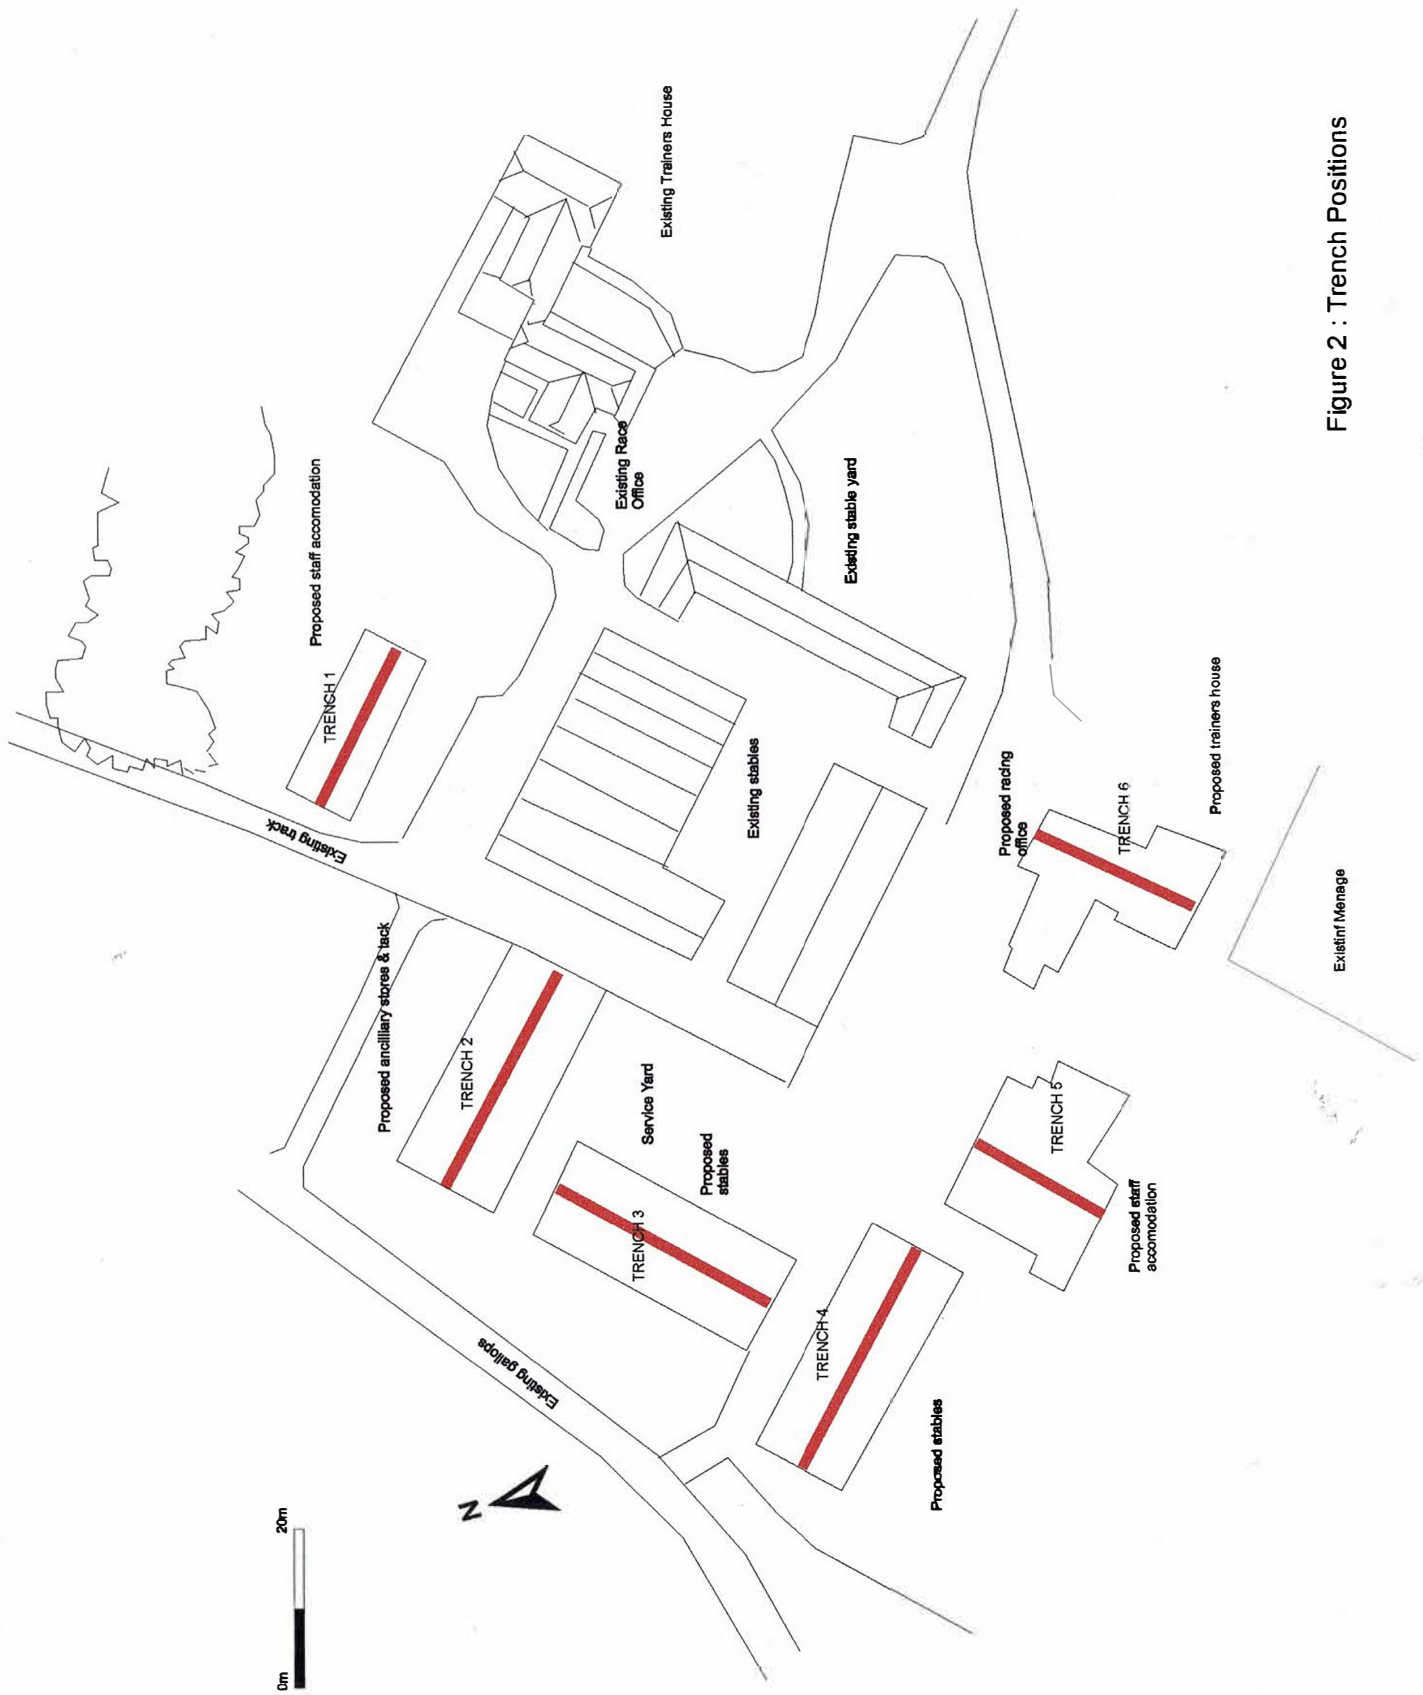 Existing Trainers House
Existing Race
Office
Proposed staff accomodation
TRENCH 1
Existing track
Existing stable yard
Existing stables
Proposed ancilliary stores & tack
TRENCH 2
Service Yard
Proposed
stables
TRENCH 3
Existing gallops
TRENCH 4
Proposed stables
TRENCH 5
Proposed staff
accomodation
Proposed racing
office
TRENCH 6
Proposed trainers house
Existinf Menage
N
0m
20m
Figure 2 : Trench Positions